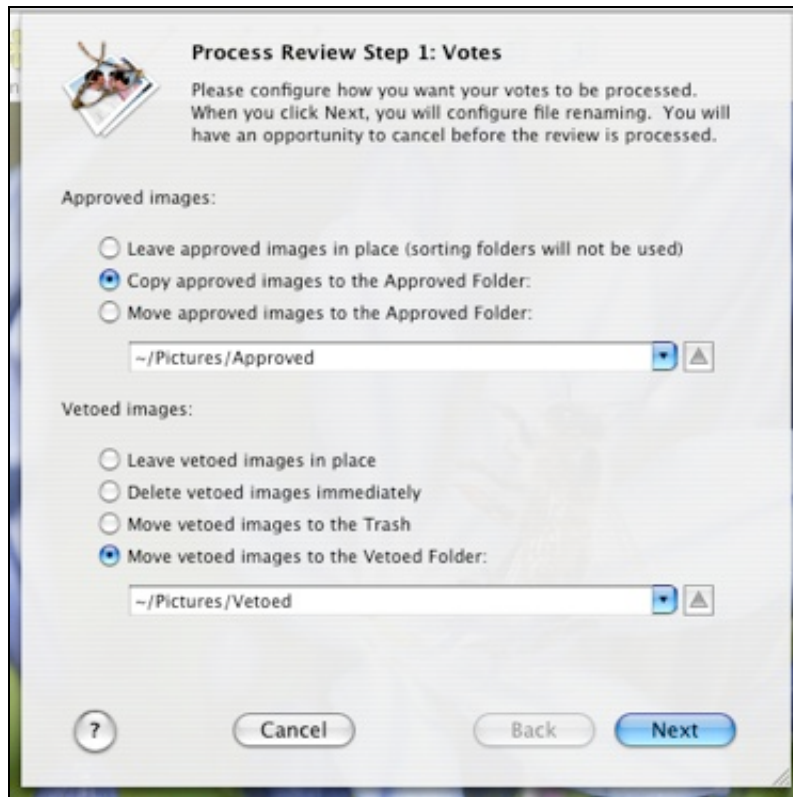 Process Review Step 1: Votes
Please configure how you want your votes to be processed.
When you click Next, you will configure file renaming. You will
have an opportunity to cancel before the review is processed.
Approved images:
Leave approved images in place (sorting folders will not be used)
Copy approved images to the Approved Folder:
Move approved images to the Approved Folder:
~/Pictures/Approved
Vetoed images:
Leave vetoed images in place
Delete vetoed images immediately
Move vetoed images to the Trash
Move vetoed images to the Vetoed Folder:
~/Pictures/Vetoed
?
Cancel
Back
Next